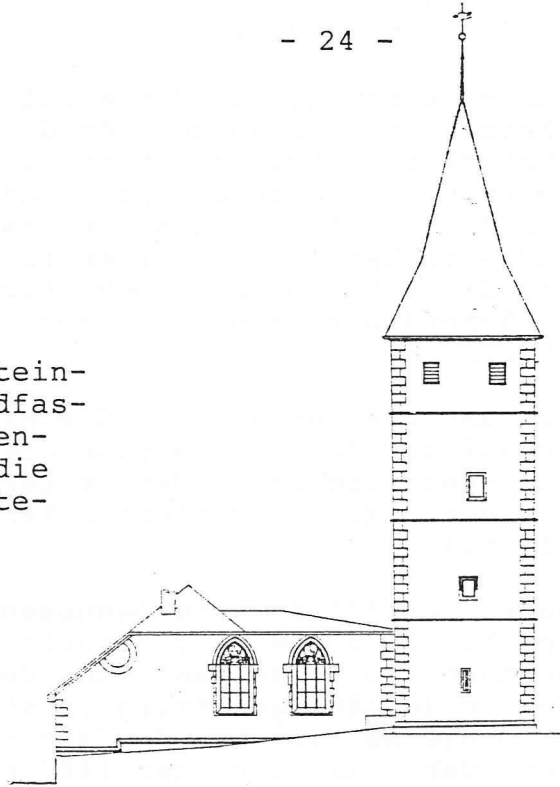 - 24 -
tein-
dfas-
en-
die
te-